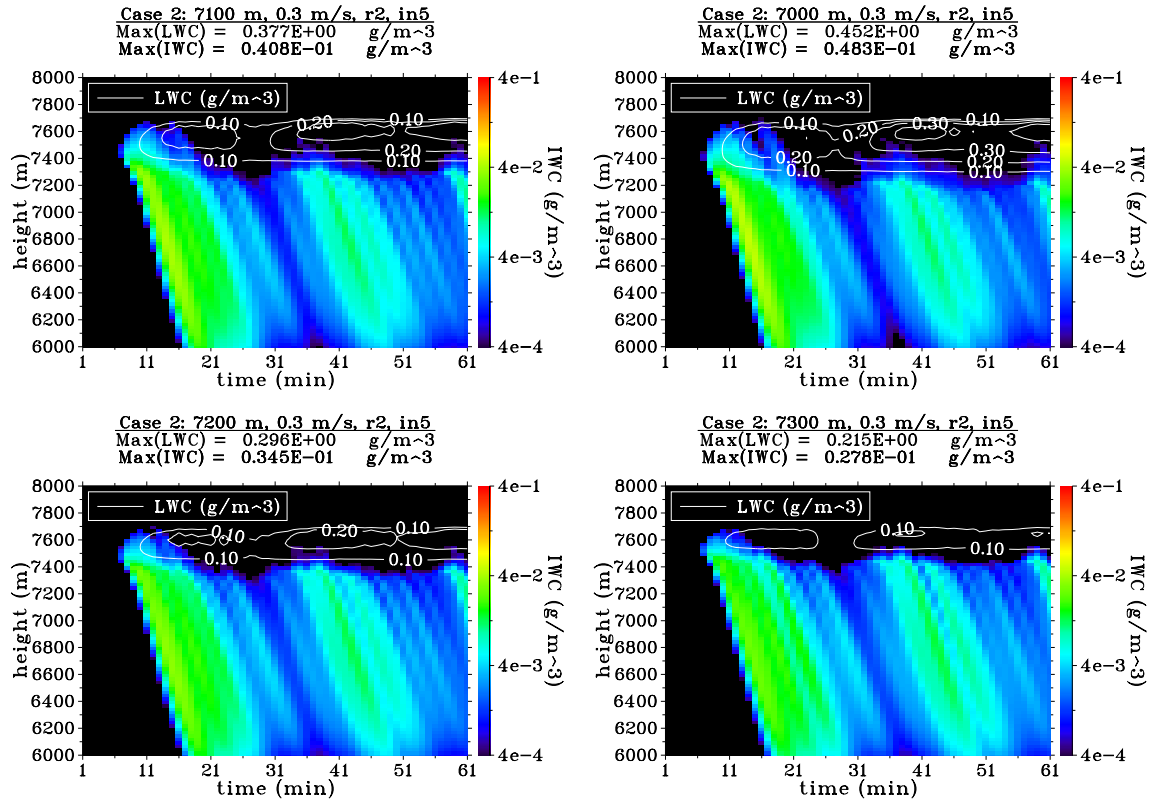 Case 2: 7100 m, 0.3 m/s, r2, in5
Max(LWC) = 0.377E+00 g/m^3
Max(IWC) = 0.408E-01 g/m^3
8000
7800
7600
7400
7200
7000
6800
6600
6400
6200
6000
height (m)
LWC (g/m^3)
0.10
0.20
0.10
0.10
0.20
0.10
1
11
21
31
41
51
61
time (min)
4e-1
4e-2
4e-3
4e-4
IWC (g/m^3)
Case 2: 7000 m, 0.3 m/s, r2, in5
Max(LWC) = 0.452E+00 g/m^3
Max(IWC) = 0.483E-01 g/m^3
8000
7800
7600
7400
7200
7000
6800
6600
6400
6200
6000
height (m)
LWC (g/m^3)
0.10
0.20
0.30
0.10
0.20
0.10
0.30
0.20
0.10
1
11
21
31
41
51
61
time (min)
4e-1
4e-2
4e-3
4e-4
IWC (g/m^3)
Case 2: 7200 m, 0.3 m/s, r2, in5
Max(LWC) = 0.296E+00 g/m^3
Max(IWC) = 0.345E-01 g/m^3
8000
7800
7600
7400
7200
7000
6800
6600
6400
6200
6000
height (m)
LWC (g/m^3)
0.10
0.20
0.10
0.10
0.10
1
11
21
31
41
51
61
time (min)
4e-1
4e-2
4e-3
4e-4
IWC (g/m^3)
Case 2: 7300 m, 0.3 m/s, r2, in5
Max(LWC) = 0.215E+00 g/m^3
Max(IWC) = 0.278E-01 g/m^3
8000
7800
7600
7400
7200
7000
6800
6600
6400
6200
6000
height (m)
LWC (g/m^3)
0.10
0.10
1
11
21
31
41
51
61
time (min)
4e-1
4e-2
4e-3
4e-4
IWC (g/m^3)